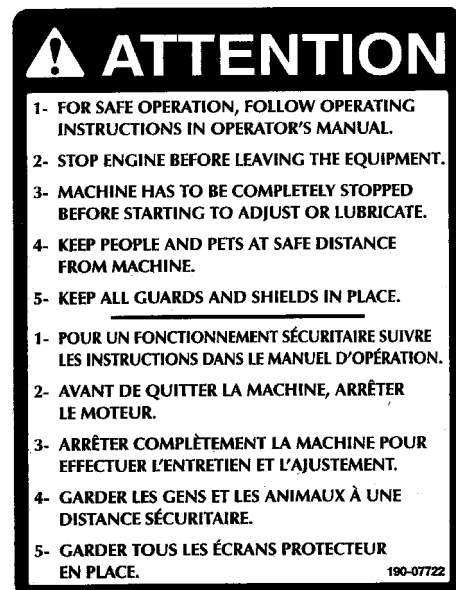 ATTENTION
1- FOR SAFE OPERATION, FOLLOW OPERATING
INSTRUCTIONS IN OPERATOR'S MANUAL.
2- STOP ENGINE BEFORE LEAVING THE EQUIPMENT.
3- MACHINE HAS TO BE COMPLETELY STOPPED
BEFORE STARTING TO ADJUST OR LUBRICATE.
4- KEEP PEOPLE AND PETS AT SAFE DISTANCE
FROM MACHINE.
5- KEEP ALL GUARDS AND SHIELDS IN PLACE.
1- POUR UN FONCTIONNEMENT SÉCURITAIRE SUIVRE
LES INSTRUCTIONS DANS LE MANUEL D'OPÉRATION.
2- AVANT DE QUITTER LA MACHINE, ARRÊTER
LE MOTEUR.
3- ARRÊTER COMPLÈTEMENT LA MACHINE POUR
EFFECTUER L'ENTRETIEN ET L'AJUSTEMENT.
4- GARDER LES GENS ET LES ANIMAUX À UNE
DISTANCE SÉCURITAIRE.
5- GARDER TOUS LES ÉCRANS PROTECTEUR
EN PLACE.
190-07722